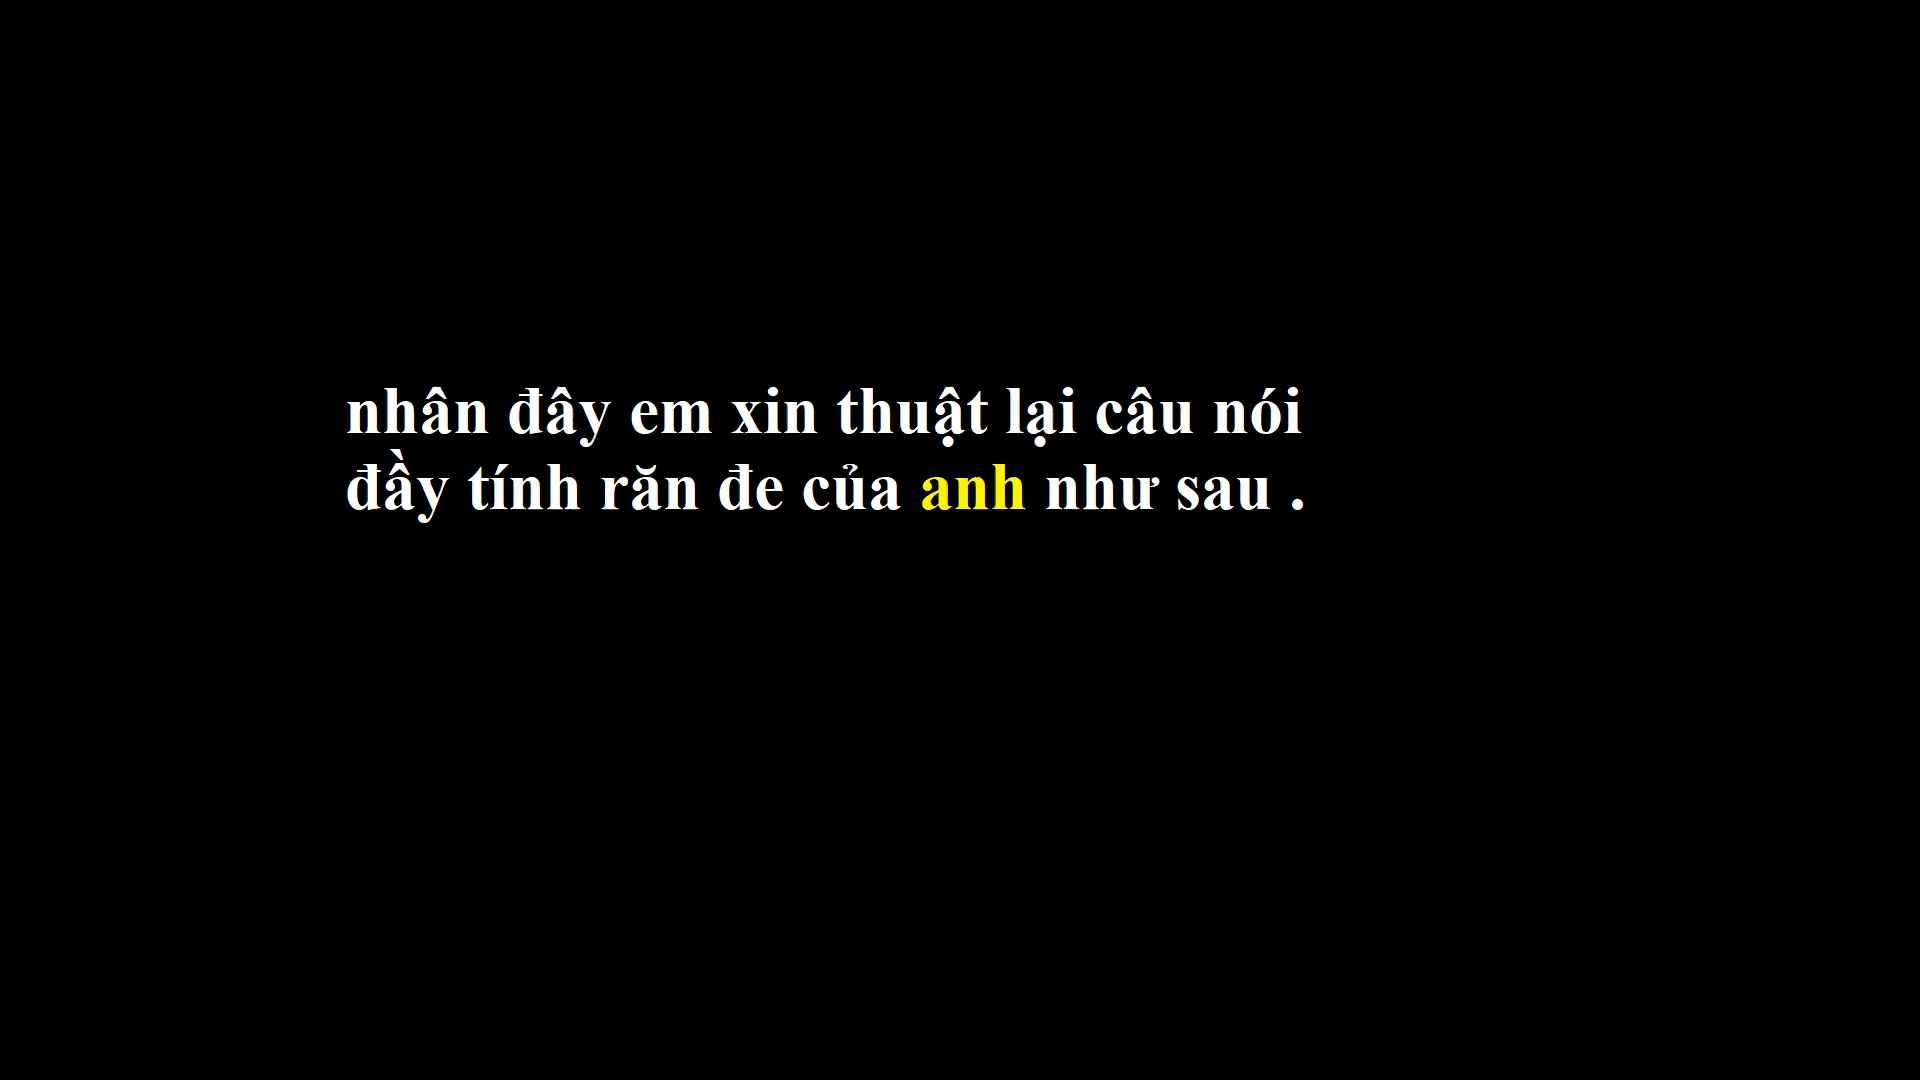 nhân đây em xin thuật lại câu nói
đầy tính răn đe của anh như sau .